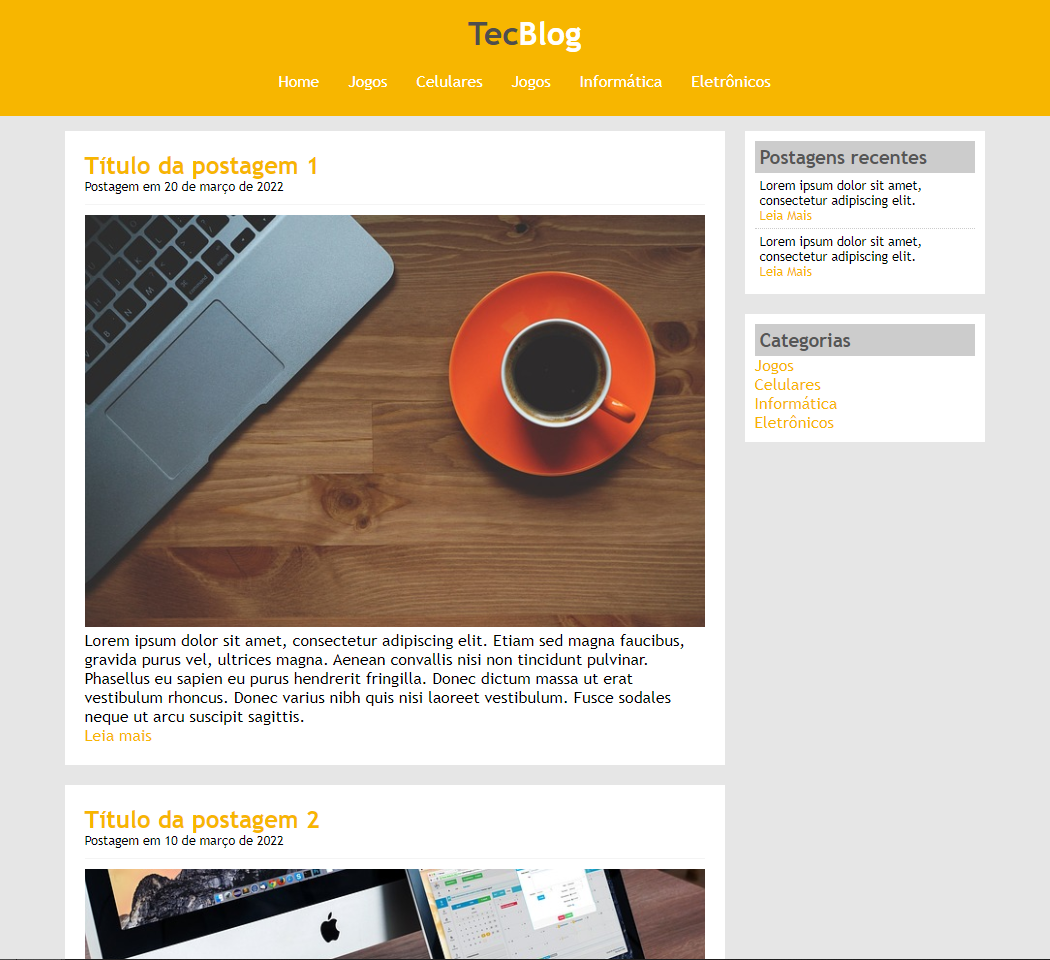 TecBlog
Home Jogos Celulares Jogos Informática Eletrônicos
Título da postagem 1
Postagem em 20 de março de 2022
Lorem ipsum dolor sit amet, consectetur adipiscing elit. Etiam sed magna faucibus,
gravida purus vel, ultrices magna. Aenean convallis nisi non tincidunt pulvinar.
Phasellus eu sapien eu purus hendrerit fringilla. Donec dictum massa ut erat
vestibulum rhoncus. Donec varius nibh quis nisi laoreet vestibulum. Fusce sodales
neque ut arcu suscipit sagittis.
Leia mais
Título da postagem 2
Postagem em 10 de março de 2022
Postagens recentes
Lorem ipsum dolor sit amet,
consectetur adipiscing elit.
Leia Mais
Lorem ipsum dolor sit amet,
consectetur adipiscing elit.
Leia Mais
Categorias
Jogos
Celulares
Informática
Eletrônicos